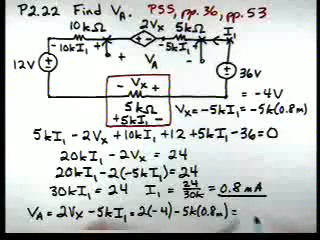 P2.22 Find VA. PSS, pp.36, pp.53
10kΩ 2Vx 5kΩ I1
-10kI1+ -5kI1+
+ VA -
12V 36V
- Vx + = -4V
5kΩ Vx = -5kI1 = -5k(0.8m)
+5kI1-
5kI1 - 2Vx + 10kI1 + 12 + 5kI1 - 36 = 0
20kI1 - 2Vx = 24
20kI1 - 2(-5kI1) = 24
30kI1 = 24 I1 = 24/30k = 0.8mA
VA = 2Vx - 5kI1 = 2(-4) - 5k(0.8m) =